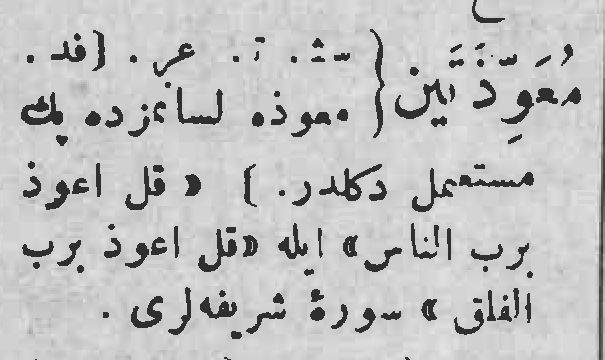 مُعَوِّذَتَين { تث. آ. عر. [مفرد.
معوذه لسانمزده پك
مستعمل دكلدر. ] « قل اعوذ
برب الناس» ايله «قل اعوذ برب
الفلق » سورهٔ شريفه‌لرى .